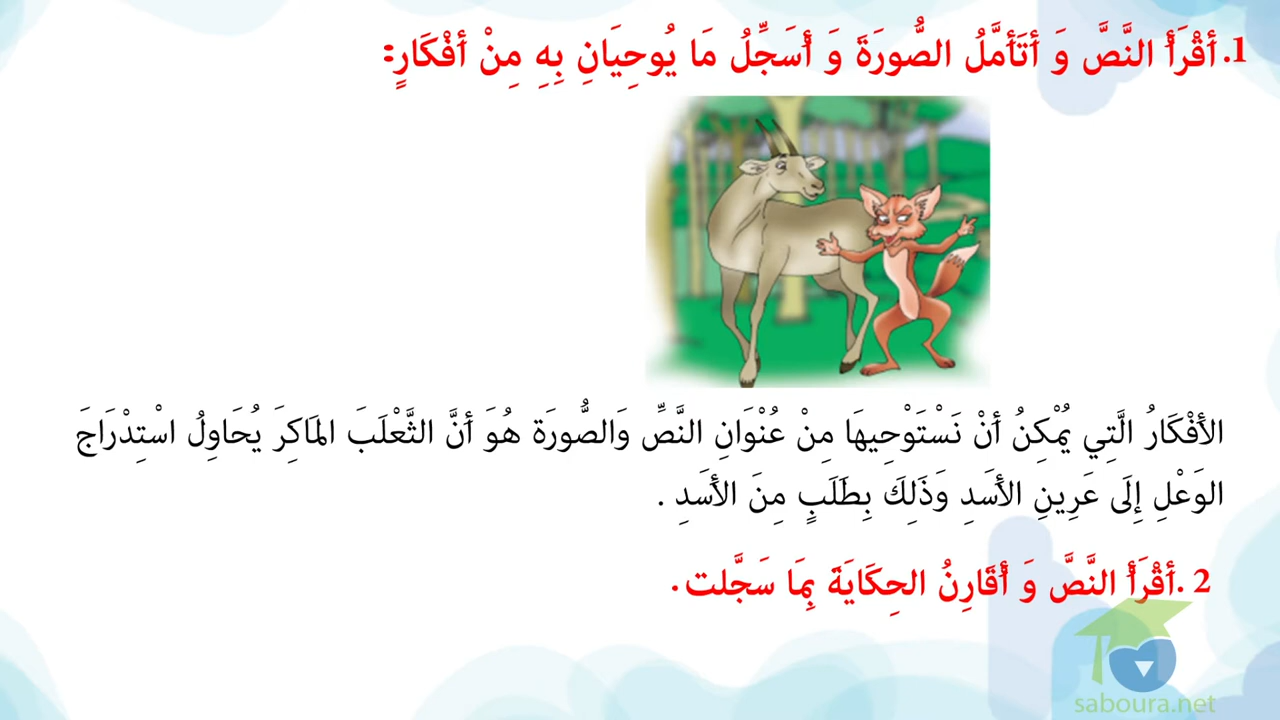 1. أَقْرَأُ النَّصَّ وَ أَتَأَمَّلُ الصُّورَةَ وَ أُسَجِّلُ مَا يُوحِيَانِ بِهِ مِنْ أَفْكَارٍ:
الأَفْكَارُ الَّتِي يُمْكِنُ أَنْ نَسْتَوْحِيهَا مِنْ عُنْوَانِ النَّصِّ وَالصُّورَة هُوَ أَنَّ الثَّعْلَبَ المَاكِرَ يُحَاوِلُ اسْتِدْرَاجَ
الوَعْلِ إِلَى عَرِينِ الأَسَدِ وَذَلِكَ بِطَلَبٍ مِنَ الأَسَدِ .
2 .أَقْرَأُ النَّصَّ وَ أُقَارِنُ الحِكَايَةَ بِمَا سَجَّلت.
saboura.net